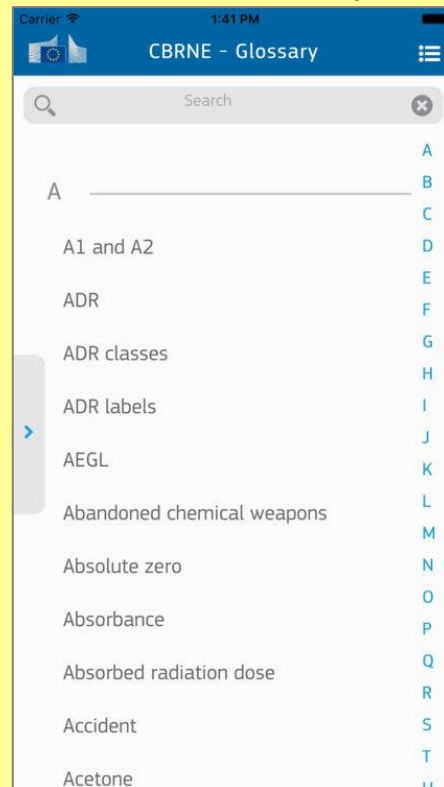 Carrier 1:41 PM
CBRNE - Glossary
Search
A
A1 and A2
ADR
ADR classes
ADR labels
AEGL
Abandoned chemical weapons
Absolute zero
Absorbance
Absorbed radiation dose
Accident
Acetone
A
B
C
D
E
F
G
H
I
J
K
L
M
N
O
P
Q
R
S
T